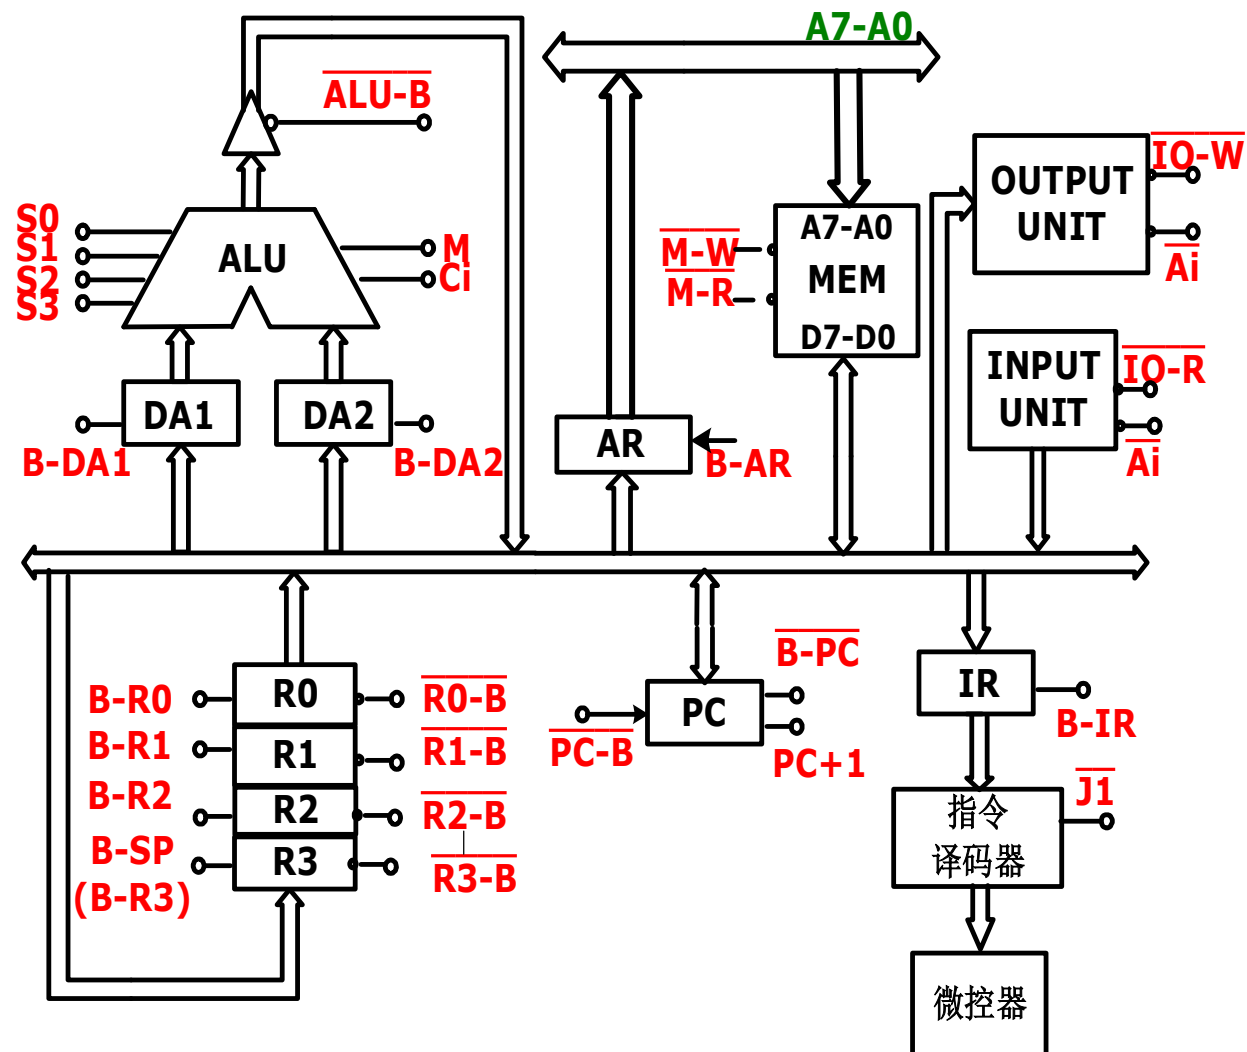 A7-A0
ALU-B
IO-W
OUTPUT
UNIT
Ai
S0
S1
S2
S3
ALU
M
Ci
M-W
M-R
A7-A0
MEM
D7-D0
INPUT
UNIT
IO-R
Ai
DA1
DA2
B-DA1
B-DA2
AR
B-AR
B-R0
R0
R0-B
B-R1
R1
R1-B
B-R2
R2
R2-B
B-SP
(B-R3)
R3
R3-B
B-PC
PC
PC-B
PC+1
IR
B-IR
J1
指令
译码器
微控器